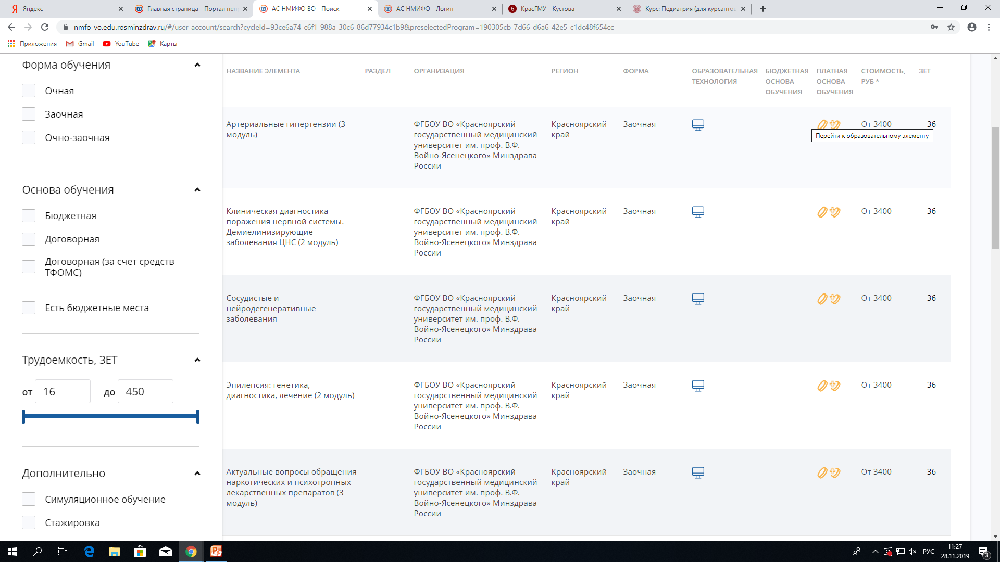 Яндекс
Главная страница - Портал неп
АС НМИФО ВО - Поиск
АС НМИФО - Логин
КрасГМУ - Кустова
Курс: Педиатрия (для курсантов
nmfo-vo.edu.rosminzdrav.ru/#/user-account/search?cycleId=93ce6a74-c6f1-988a-30c6-86d77934c1b9&preselectedProgram=190305cb-7d66-d6a6-42e5-c1dc48f654cc
Приложения
Gmail
YouTube
Карты
Форма обучения
Очная
Заочная
Очно-заочная
Основа обучения
Бюджетная
Договорная
Договорная (за счет средств
ТФОМС)
Есть бюджетные места
Трудоемкость, ЗЕТ
от 16 до 450
Дополнительно
Симуляционное обучение
Стажировка
НАЗВАНИЕ ЭЛЕМЕНТА
РАЗДЕЛ
ОРГАНИЗАЦИЯ
РЕГИОН
ФОРМА
ОБРАЗОВАТЕЛЬНАЯ
ТЕХНОЛОГИЯ
БЮДЖЕТНАЯ
ОСНОВА
ОБУЧЕНИЯ
ПЛАТНАЯ
ОСНОВА
ОБУЧЕНИЯ
СТОИМОСТЬ,
РУБ *
ЗЕТ
Артериальные гипертензии (3
модуль)
ФГБОУ ВО «Красноярский
государственный медицинский
университет им. проф. В.Ф.
Войно-Ясенецкого» Минздрава
России
Красноярский
край
Заочная
От 3400
36
Перейти к образовательному элементу
Клиническая диагностика
поражения нервной системы.
Демиелинизирующие
заболевания ЦНС (2 модуль)
ФГБОУ ВО «Красноярский
государственный медицинский
университет им. проф. В.Ф.
Войно-Ясенецкого» Минздрава
России
Красноярский
край
Заочная
От 3400
36
Сосудистые и
нейродегенеративные
заболевания
ФГБОУ ВО «Красноярский
государственный медицинский
университет им. проф. В.Ф.
Войно-Ясенецкого» Минздрава
России
Красноярский
край
Заочная
От 3400
36
Эпилепсия: генетика,
диагностика, лечение (2 модуль)
ФГБОУ ВО «Красноярский
государственный медицинский
университет им. проф. В.Ф.
Войно-Ясенецкого» Минздрава
России
Красноярский
край
Заочная
От 3400
36
Актуальные вопросы обращения
наркотических и психотропных
лекарственных препаратов (3
модуль)
ФГБОУ ВО «Красноярский
государственный медицинский
университет им. проф. В.Ф.
Войно-Ясенецкого» Минздрава
России
Красноярский
край
Заочная
От 3400
36
РУС
11:27
28.11.2019
3